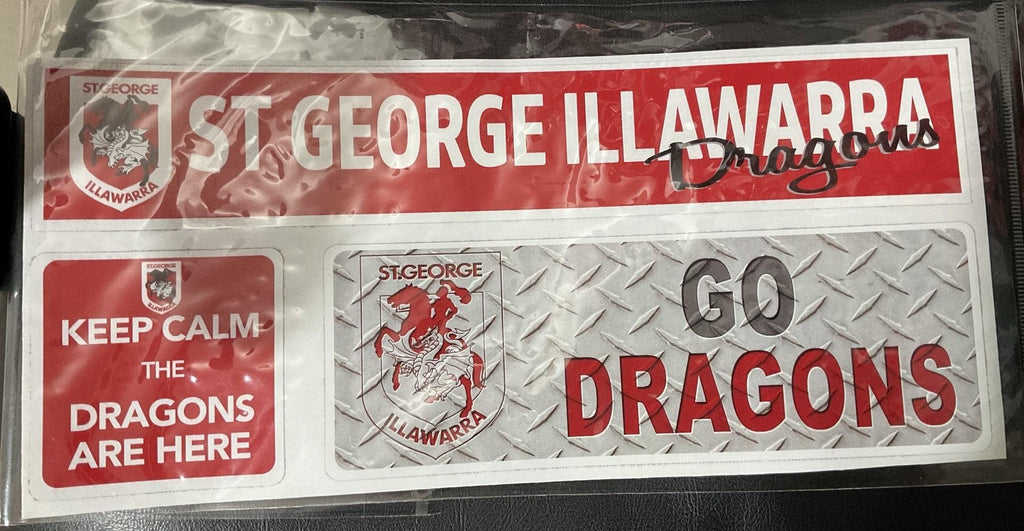 ST.GEORGE
ILLAWARRA
ST GEORGE ILLAWARRA
Dragons
ST.GEORGE
ILLAWARRA
KEEP CALM
THE
DRAGONS
ARE HERE
ST.GEORGE
ILLAWARRA
GO
DRAGONS